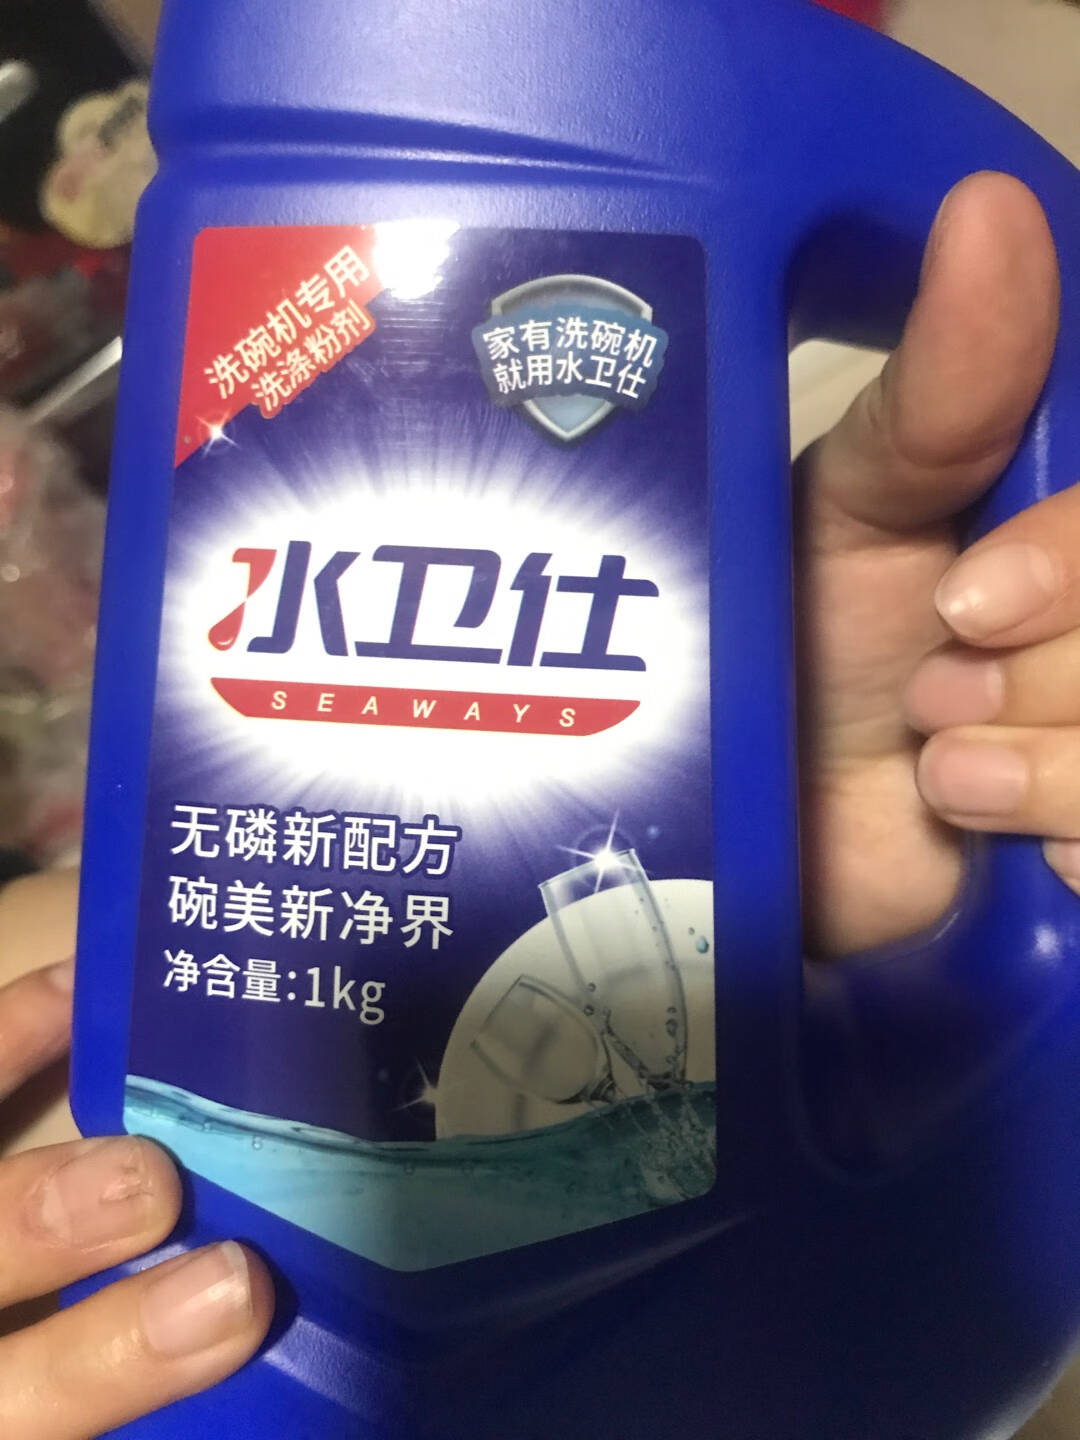 洗碗机专用
洗涤粉剂
家有洗碗机
就用水卫仕
水卫仕
SEAWAYS
无磷新配方
碗美新净界
净含量:1kg